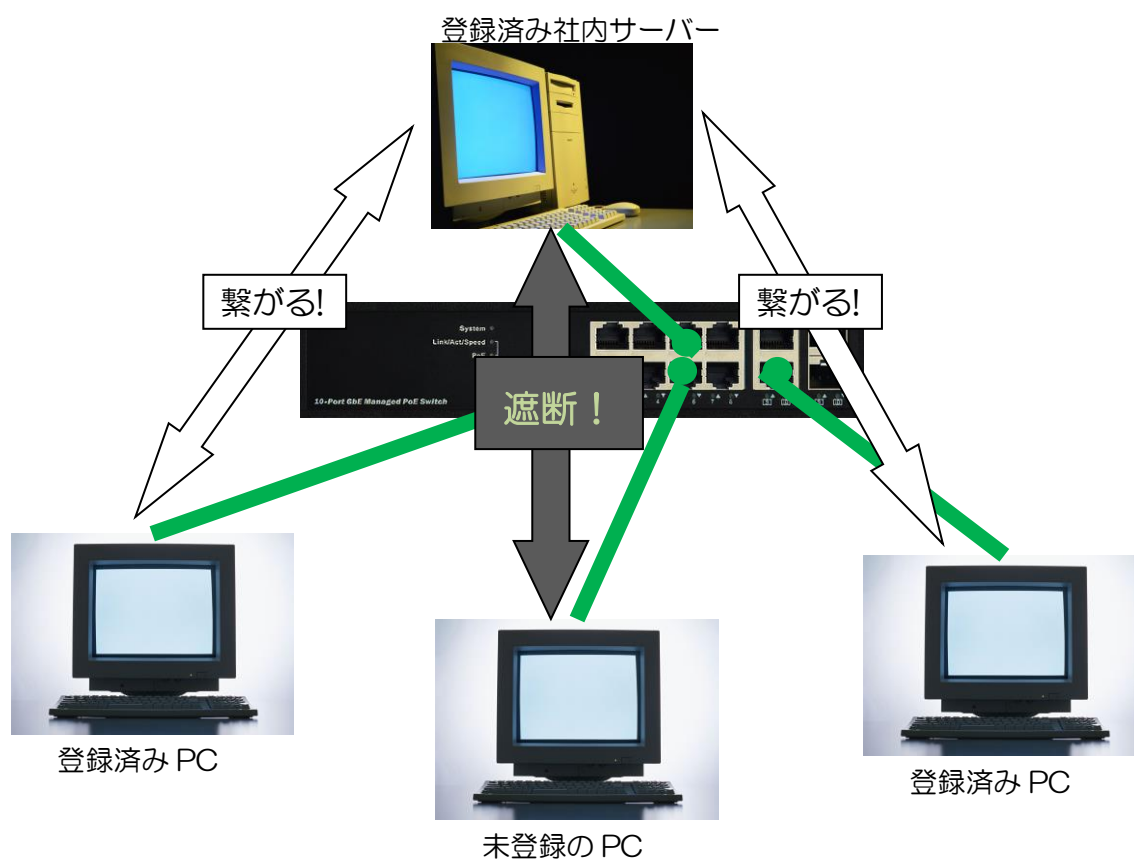 登録済み社内サーバー
繋がる!
繋がる!
System
Link/Act/Speed
PoE
遮断！
10-Port GbE Managed PoE Switch
登録済み PC
登録済み PC
未登録の PC